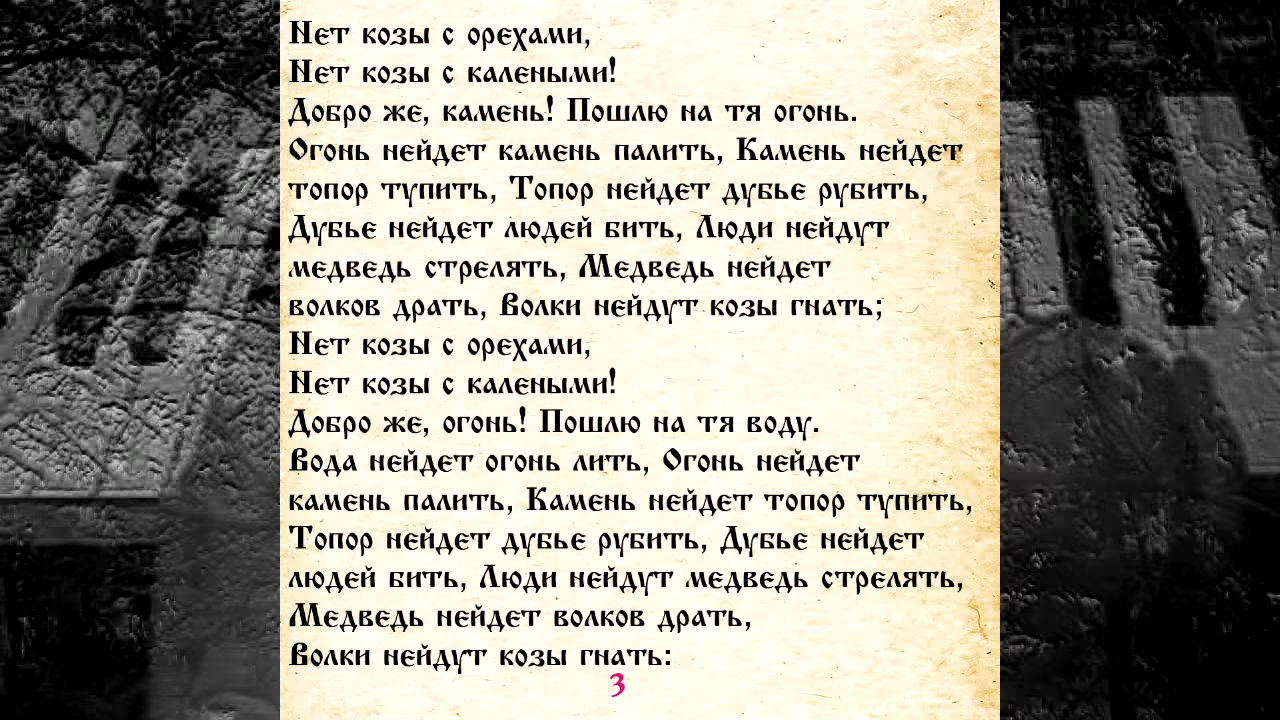 Нет козы с орехами,
Нет козы с калеными!
Добро же, камень! Пошлю на тя огонь.
Огонь нейдет камень палить, Камень нейдет
топор тупить, Топор нейдет дубье рубить,
Дубье нейдет людей бить, Люди нейдут
медведь стрелять, Медведь нейдет
волков драть, Волки нейдут козы гнать;
Нет козы с орехами,
Нет козы с калеными!
Добро же, огонь! Пошлю на тя воду.
Вода нейдет огонь лить, Огонь нейдет
камень палить, Камень нейдет топор тупить,
Топор нейдет дубье рубить, Дубье нейдет
людей бить, Люди нейдут медведь стрелять,
Медведь нейдет волков драть,
Волки нейдут козы гнать:
3